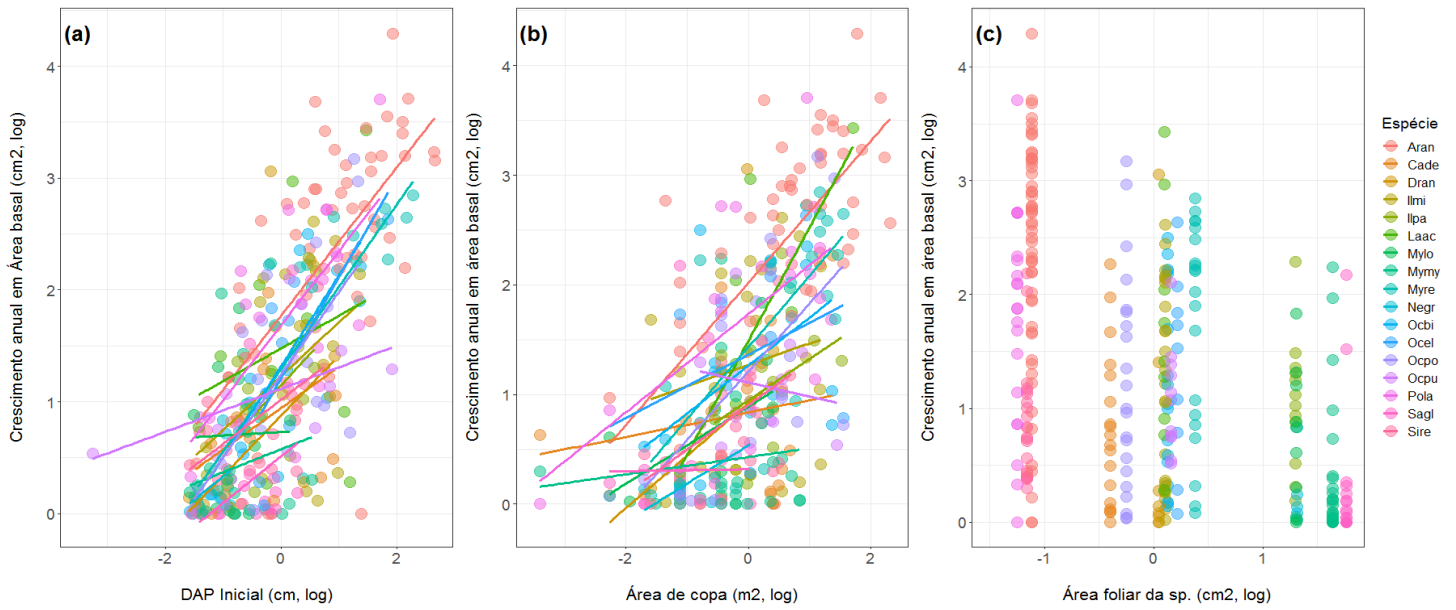 (a)
Crescimento anual em Área basal (cm2, log)
4
3
2
1
0
-2
0
2
DAP Inicial (cm, log)
(b)
Crescimento anual em área basal (cm2, log)
4
3
2
1
0
-2
0
2
Área de copa (m2, log)
(c)
Crescimento anual em área basal (cm2, log)
4
3
2
1
0
-1
0
1
Área foliar da sp. (cm2, log)
Espécie
Aran
Cade
Dran
Ilmi
Ilpa
Laac
Mylo
Mymy
Myre
Negr
Ocbi
Ocel
Ocpo
Ocpu
Pola
Sagl
Sire